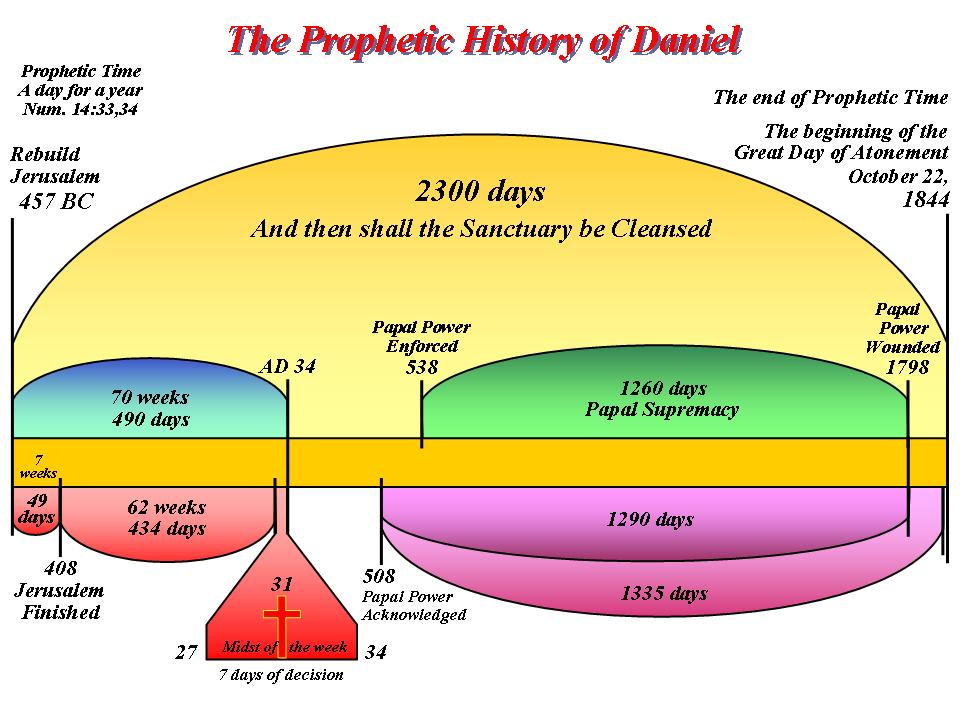 The Prophetic History of Daniel
Prophetic Time
A day for a year
Num. 14:33,34
The end of Prophetic Time
The beginning of the
Great Day of Atonement
October 22,
1844
Rebuild
Jerusalem
457 BC
2300 days
And then shall the Sanctuary be Cleansed
Papal
Power
Wounded
1798
Papal Power
Enforced
538
AD 34
70 weeks
490 days
1260 days
Papal Supremacy
7
weeks
49
days
62 weeks
434 days
1290 days
408
Jerusalem
Finished
31
508
Papal Power
Acknowledged
1335 days
27
Midst of the week
34
7 days of decision